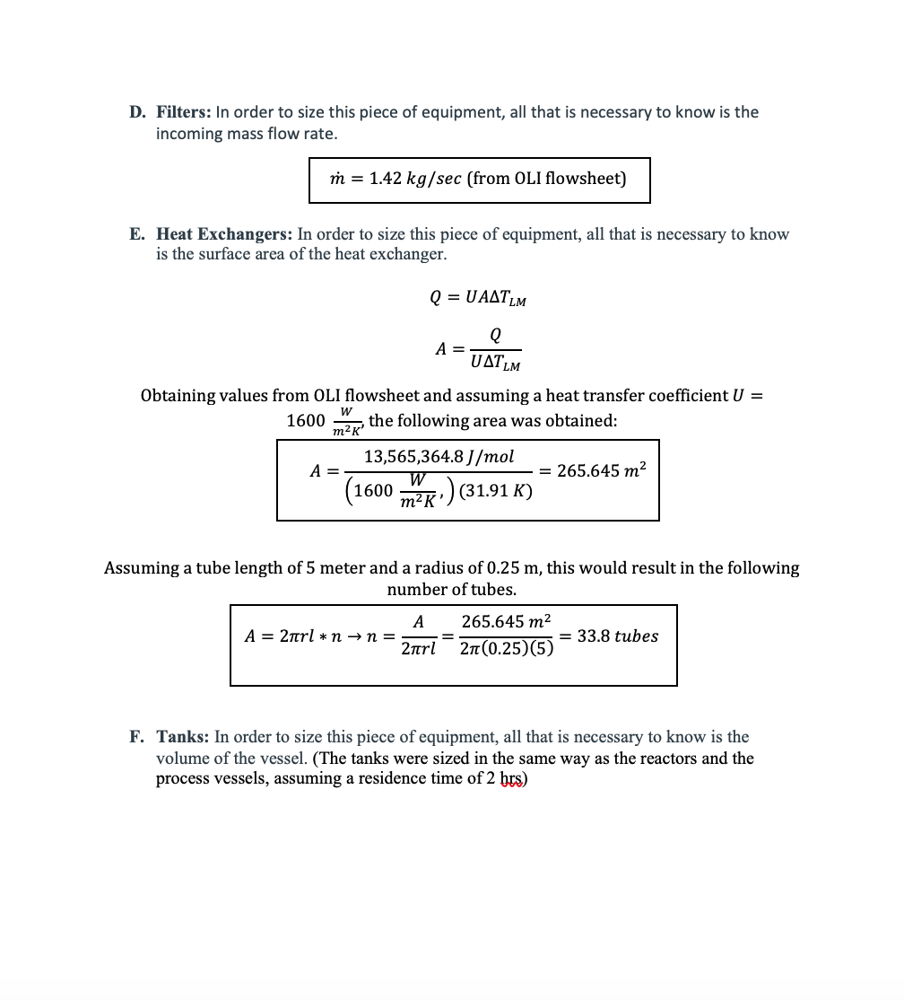 D. Filters: In order to size this piece of equipment, all that is necessary to know is the
incoming mass flow rate.
ṁ = 1.42 kg/sec (from OLI flowsheet)
E. Heat Exchangers: In order to size this piece of equipment, all that is necessary to know
is the surface area of the heat exchanger.
Q = UAΔT_LM
A = Q / UΔT_LM
Obtaining values from OLI flowsheet and assuming a heat transfer coefficient U =
1600 W/m²K, the following area was obtained:
A = 13,565,364.8 J/mol / (1600 W/m²K,)(31.91 K) = 265.645 m²
Assuming a tube length of 5 meter and a radius of 0.25 m, this would result in the following
number of tubes.
A = 2πrl * n → n = A / 2πrl = 265.645 m² / 2π(0.25)(5) = 33.8 tubes
F. Tanks: In order to size this piece of equipment, all that is necessary to know is the
volume of the vessel. (The tanks were sized in the same way as the reactors and the
process vessels, assuming a residence time of 2 hrs)